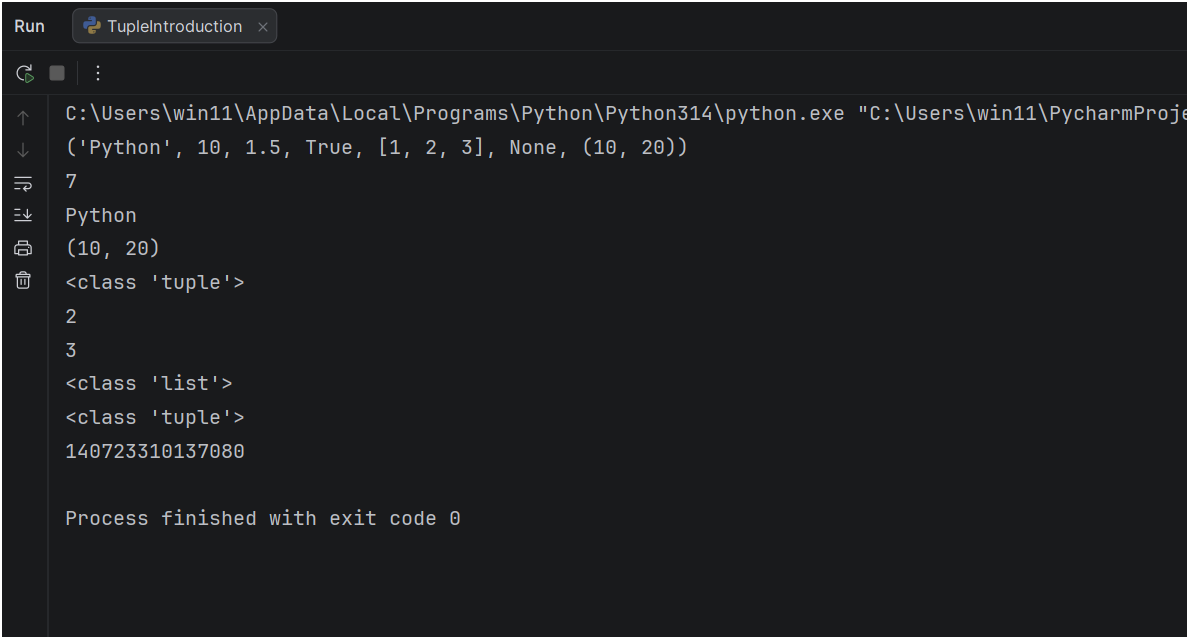 Run TupleIntroduction
C:\Users\win11\AppData\Local\Programs\Python\Python314\python.exe "C:\Users\win11\PycharmProje
('Python', 10, 1.5, True, [1, 2, 3], None, (10, 20))
7
Python
(10, 20)
<class 'tuple'>
2
3
<class 'list'>
<class 'tuple'>
140723310137080
Process finished with exit code 0